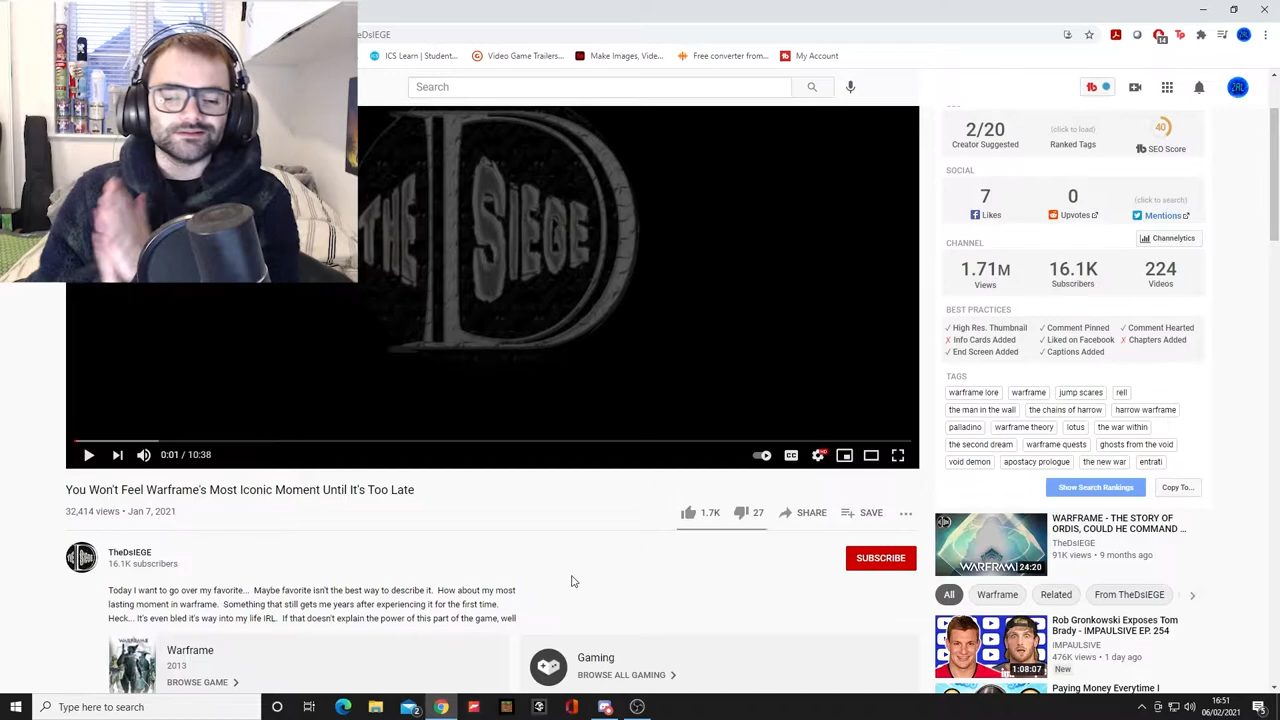 eDsIEGE
ICS Learn | Student...
Video Converter...
Make Images, Vide...
Free converter from...
Your Account
Search
14
2/20
Creator Suggested
(click to load)
Ranked Tags
40
tb SEO Score
SOCIAL
7
Likes
0
Upvotes
(click to search)
Mentions
CHANNEL
Channelytics
1.71M
Views
16.1K
Subscribers
224
Videos
BEST PRACTICES
✓ High Res. Thumbnail ✓ Comment Pinned ✓ Comment Hearted
✗ Info Cards Added ✓ Liked on Facebook ✗ Chapters Added
✓ End Screen Added ✓ Captions Added
TAGS
warframe lore warframe jump scares rell
the man in the wall the chains of harrow harrow warframe
palladino warframe theory lotus the war within
the second dream warframe quests ghosts from the void
void demon apostacy prologue the new war entrati
Show Search Rankings Copy To...
0:01 / 10:38
CC HD
You Won't Feel Warframe's Most Iconic Moment Until It's Too Late
32,414 views • Jan 7, 2021
1.7K 27 SHARE SAVE ...
TheDsIEGE
16.1K subscribers
SUBSCRIBE
Today I want to go over my favorite... Maybe favorite isn't the best way to describe it. How about my most
lasting moment in warframe. Something that still gets me years after experiencing it for the first time.
Heck... It's even bled it's way into my life IRL. If that doesn't explain the power of this part of the game, well
WARFRAME
Warframe
2013
BROWSE GAME
Gaming
BROWSE ALL GAMING
WARFRAME
24:20
WARFRAME - THE STORY OF
ORDIS, COULD HE COMMAND ...
TheDsIEGE
91K views • 9 months ago
All Warframe Related From TheDsIEGE
1:08:07
Rob Gronkowski Exposes Tom
Brady - IMPAULSIVE EP. 254
IMPAULSIVE
476K views • 1 day ago
New
Paying Money Everytime I
Type here to search
2
16:51
06/02/2021
5